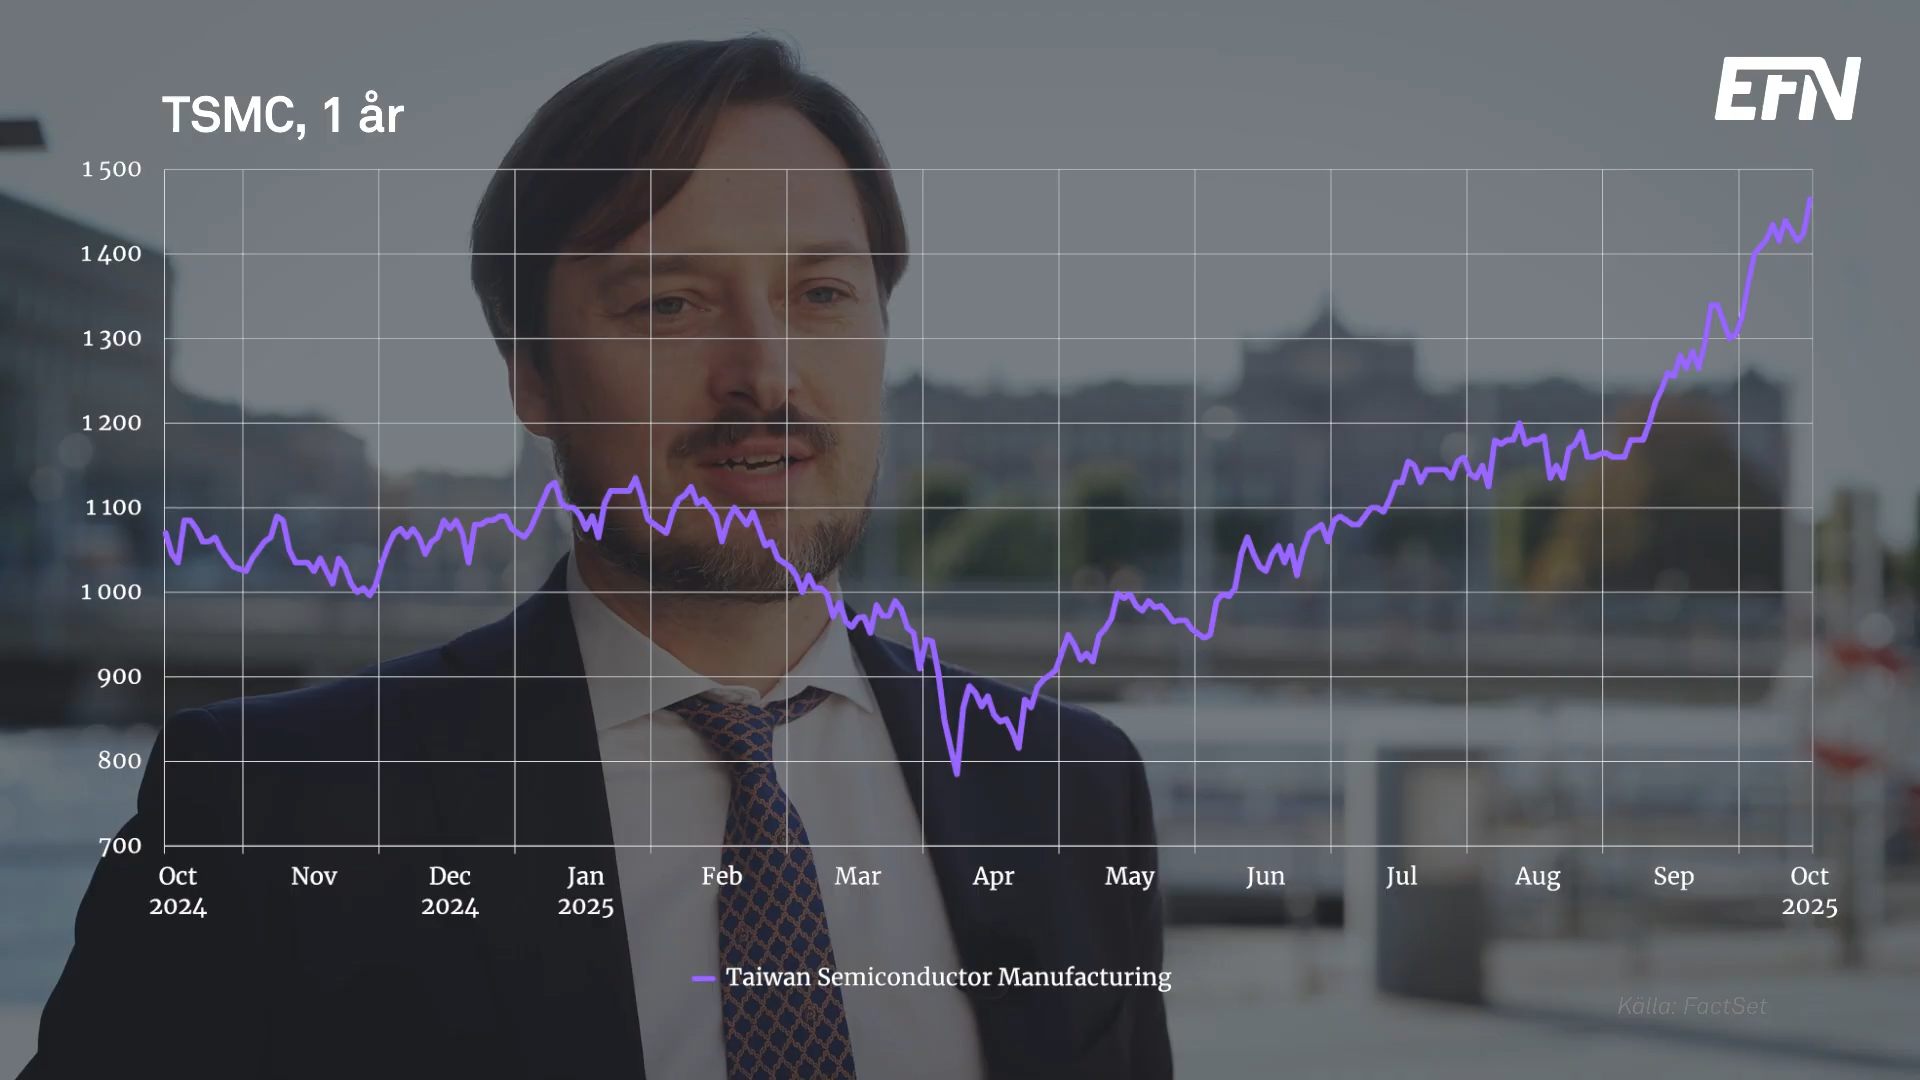 TSMC, 1 år
EFN
1 500
1 400
1 300
1 200
1 100
1 000
900
800
700
Oct Nov Dec Jan Feb Mar Apr May Jun Jul Aug Sep Oct
2024 2024 2025 2025
Taiwan Semiconductor Manufacturing
Källa: FactSet